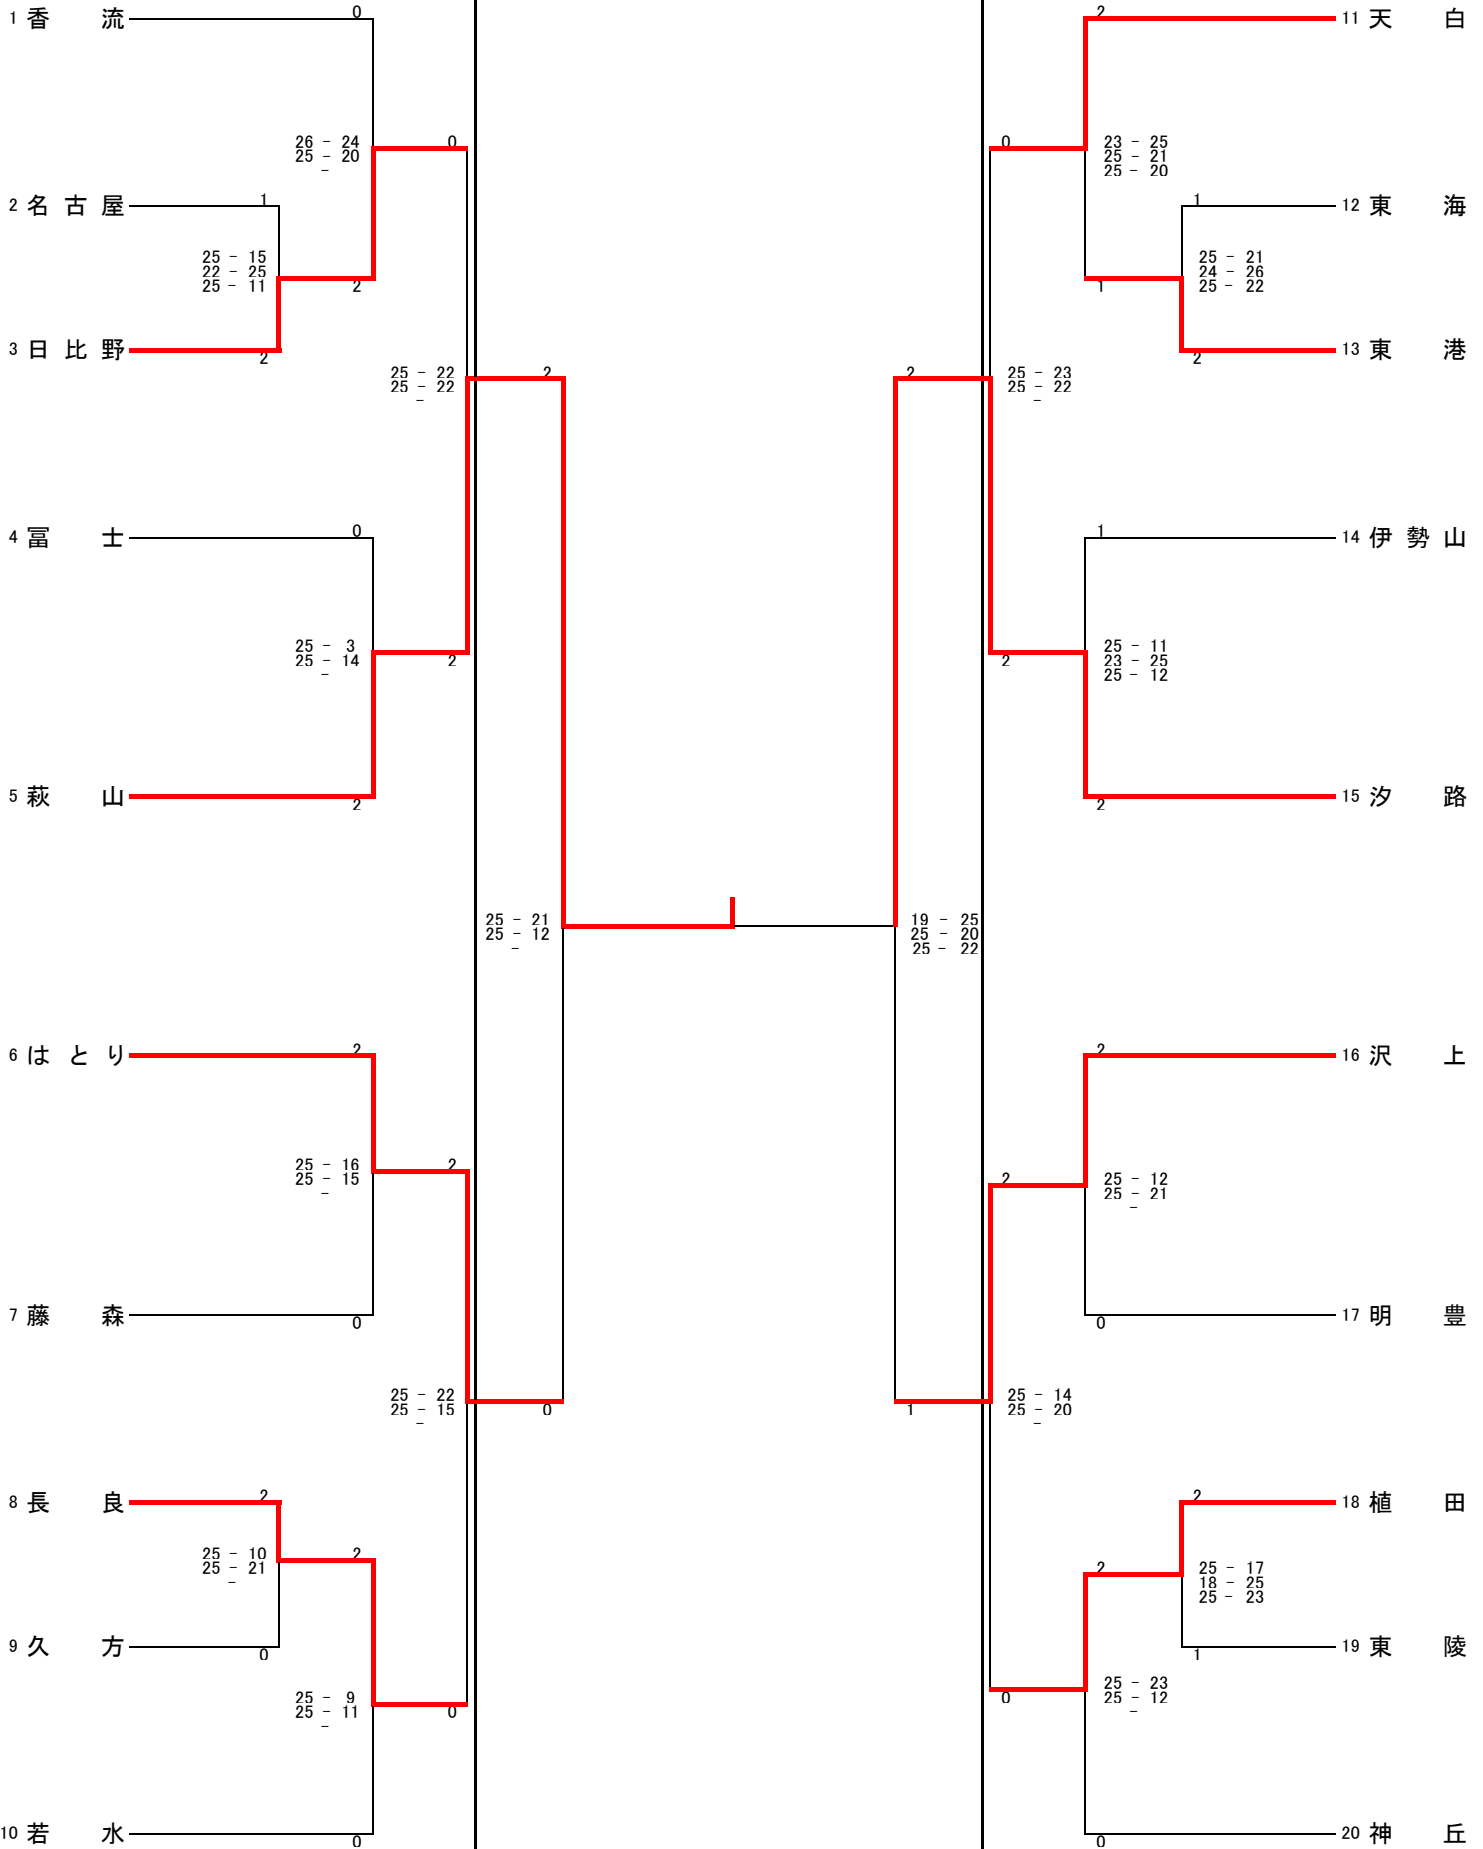 1 香 流
0
26 - 24
25 - 20
-
0
2 名 古 屋
1
25 - 15
22 - 25
25 - 11
2
3 日 比 野
2
25 - 22
25 - 22
-
2
4 冨 士
0
25 - 3
25 - 14
-
2
5 萩 山
2
25 - 21
25 - 12
-
6 は と り
2
25 - 16
25 - 15
-
2
7 藤 森
0
25 - 22
25 - 15
-
0
8 長 良
2
25 - 10
25 - 21
-
2
9 久 方
0
25 - 9
25 - 11
-
0
10 若 水
0
2
11 天 白
0
23 - 25
25 - 21
25 - 20
1
12 東 海
25 - 21
24 - 26
25 - 22
1
2
13 東 港
2
25 - 23
25 - 22
-
1
14 伊 勢 山
25 - 11
23 - 25
25 - 12
2
2
15 汐 路
19 - 25
25 - 20
25 - 22
2
16 沢 上
2
25 - 12
25 - 21
-
0
17 明 豊
1
25 - 14
25 - 20
-
2
18 植 田
2
25 - 17
18 - 25
25 - 23
1
19 東 陵
0
25 - 23
25 - 12
-
0
20 神 丘